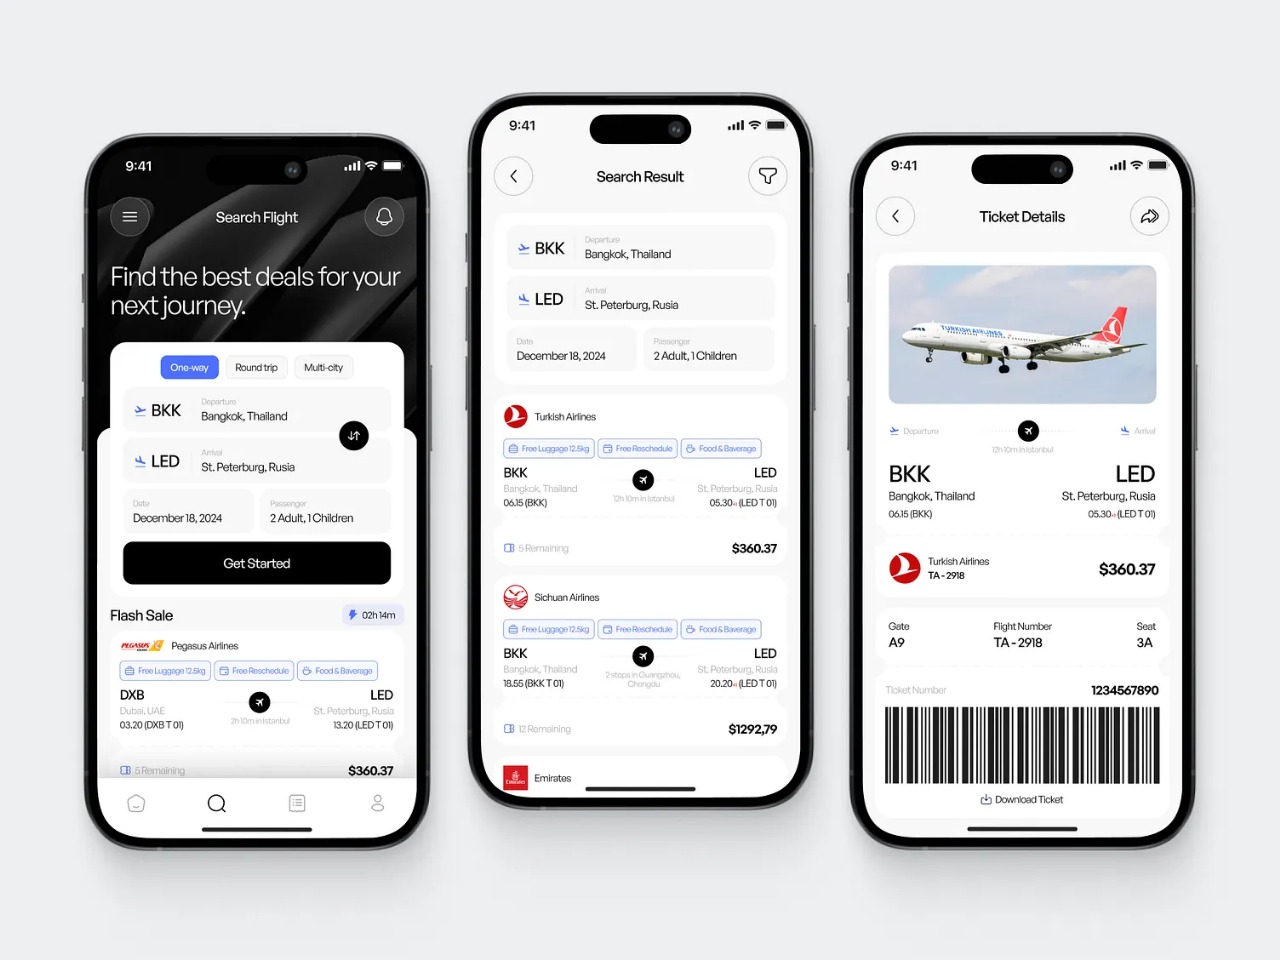 9:41
Search Flight
Find the best deals for your
next journey.
One-way
Round trip
Multi-city
BKK
Departure
Bangkok, Thailand
LED
Arrival
St. Peterburg, Rusia
Date
December 18, 2024
Passenger
2 Adult, 1 Children
Get Started
Flash Sale
02h 14m
PEGASUS
Pegasus Airlines
Free Luggage 12.5kg
Free Reschedule
Food & Baverage
DXB
LED
Dubai, UAE
2h 10m in Istanbul
St. Peterburg, Rusia
03.20 (DXB T 01)
13.20 (LED T 01)
5 Remaining
$360.37
9:41
Search Result
BKK
Departure
Bangkok, Thailand
LED
Arrival
St. Peterburg, Rusia
Date
December 18, 2024
Passenger
2 Adult, 1 Children
Turkish Airlines
Free Luggage 12.5kg
Free Reschedule
Food & Baverage
BKK
LED
Bangkok, Thailand
12h 10m in Istanbul
St. Peterburg, Rusia
06.15 (BKK)
05.30 (LED T 01)
5 Remaining
$360.37
Sichuan Airlines
Free Luggage 12.5kg
Free Reschedule
Food & Baverage
BKK
LED
Bangkok, Thailand
2 stops in Guangzhou,
Chongdu
St. Peterburg, Rusia
18.55 (BKK T 01)
20.20 (LED T 01)
12 Remaining
$1292,79
Emirates
Emirates
9:41
Ticket Details
TURKISH AIRLINES
Departure
Arrival
12h 10m in Istanbul
BKK
LED
Bangkok, Thailand
St. Peterburg, Rusia
06.15 (BKK)
05.30 (LED T 01)
Turkish Airlines
TA - 2918
$360.37
Gate
Flight Number
Seat
A9
TA - 2918
3A
Ticket Number
1234567890
Download Ticket